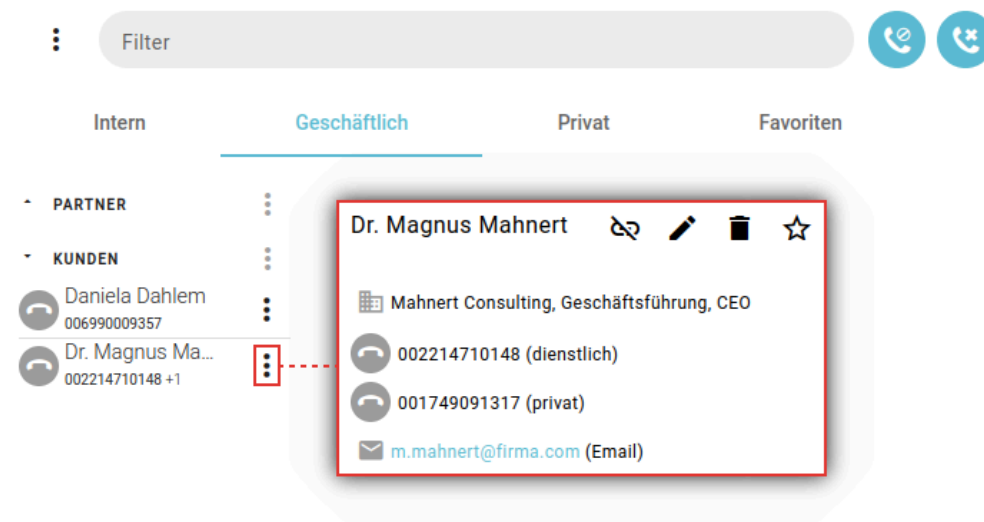 Filter
Intern Geschäftlich Privat Favoriten
PARTNER
KUNDEN
Daniela Dahlem
006990009357
Dr. Magnus Ma...
002214710148 +1
Dr. Magnus Mahnert
Mahnert Consulting, Geschäftsführung, CEO
002214710148 (dienstlich)
001749091317 (privat)
m.mahnert@firma.com (Email)